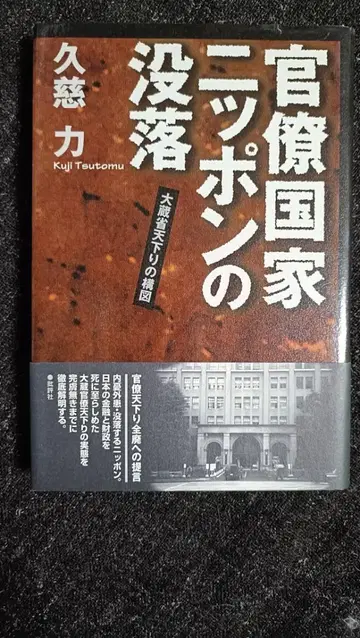 官僚国家
ニッポンの
没落
大蔵省天下りの構図
久慈 力
Kuji Tsutomu
官僚天下り全廃への提言
内憂外患・没落するニッポン。
日本の金融と財政を
死に至らしめた
大蔵官僚天下りの実態を
完膚無きまでに
徹底解明する。
批評社